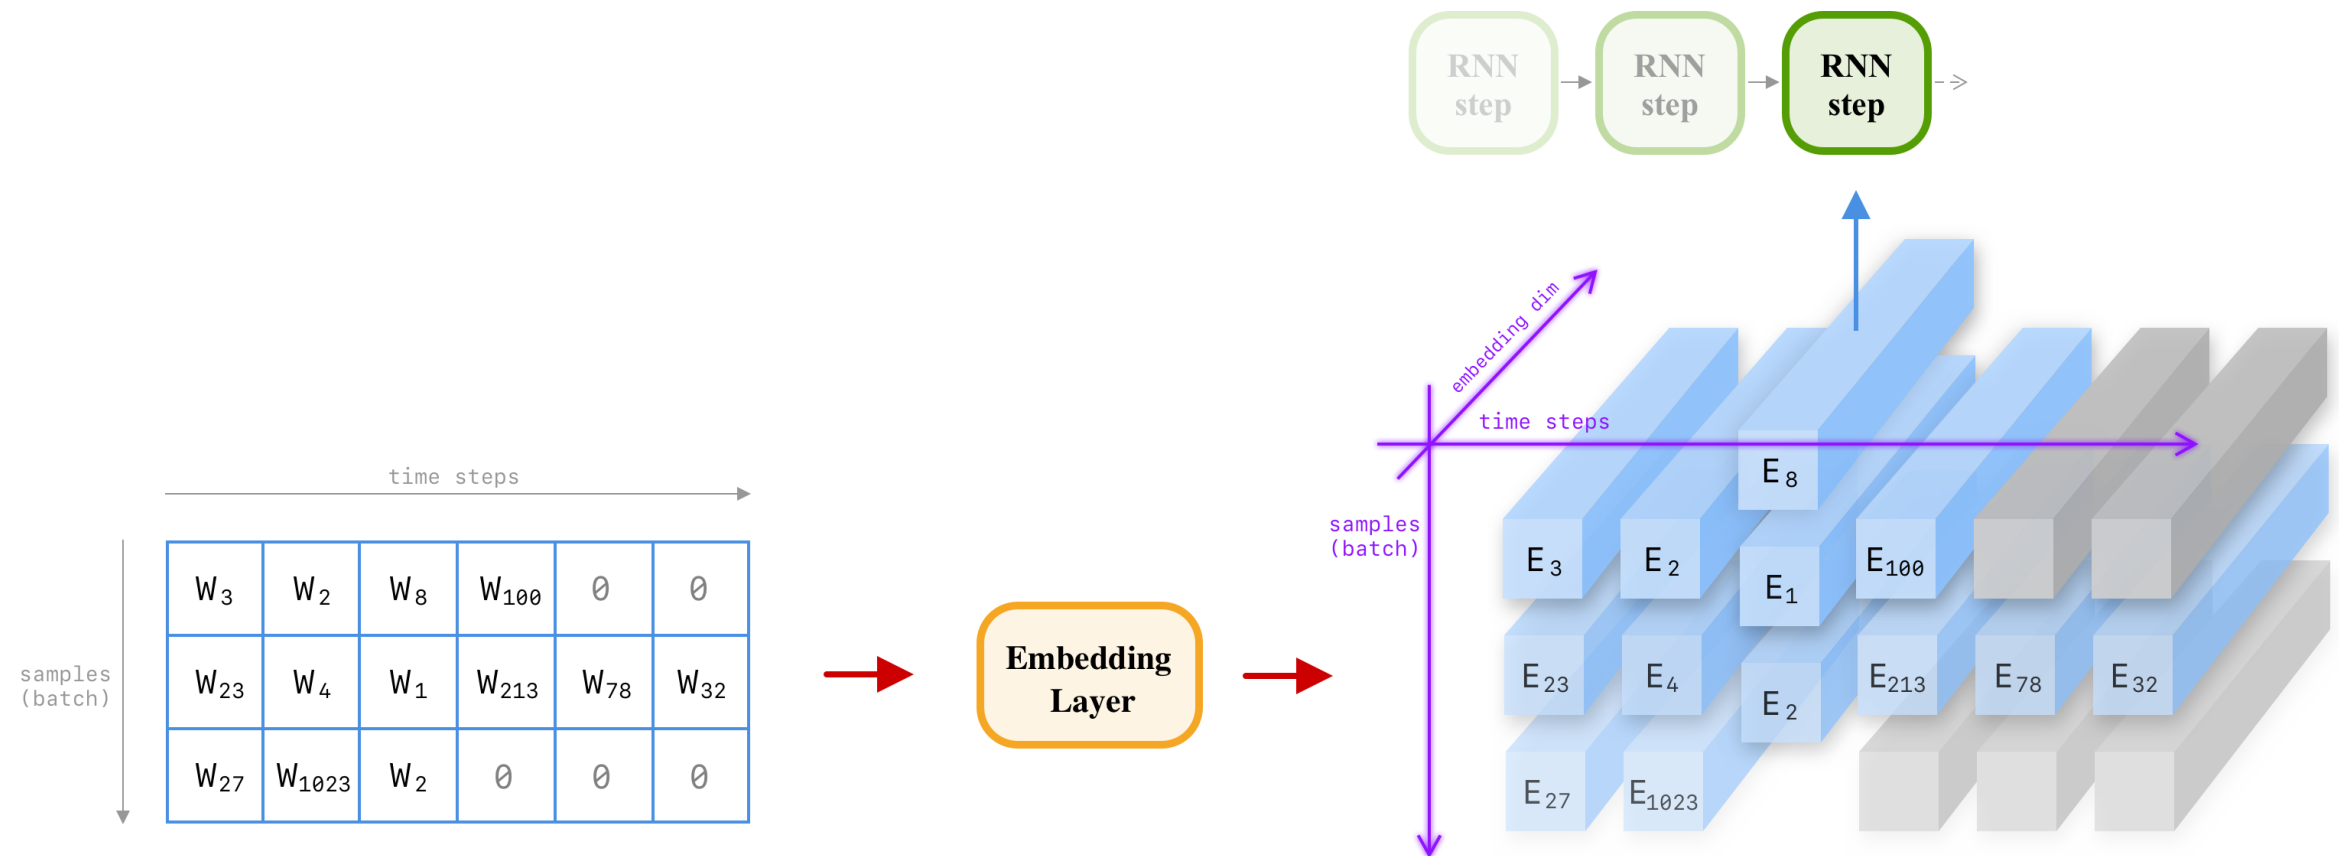 RNN RNN RNN
step step step
embedding dim
time steps
E8
samples
(batch)
E3 E2 E1 E100
E23 E4 E2 E213 E78 E32
E27 E1023
time steps
samples
(batch)
W3 W2 W8 W100 0 0
W23 W4 W1 W213 W78 W32
W27 W1023 W2 0 0 0
Embedding
Layer